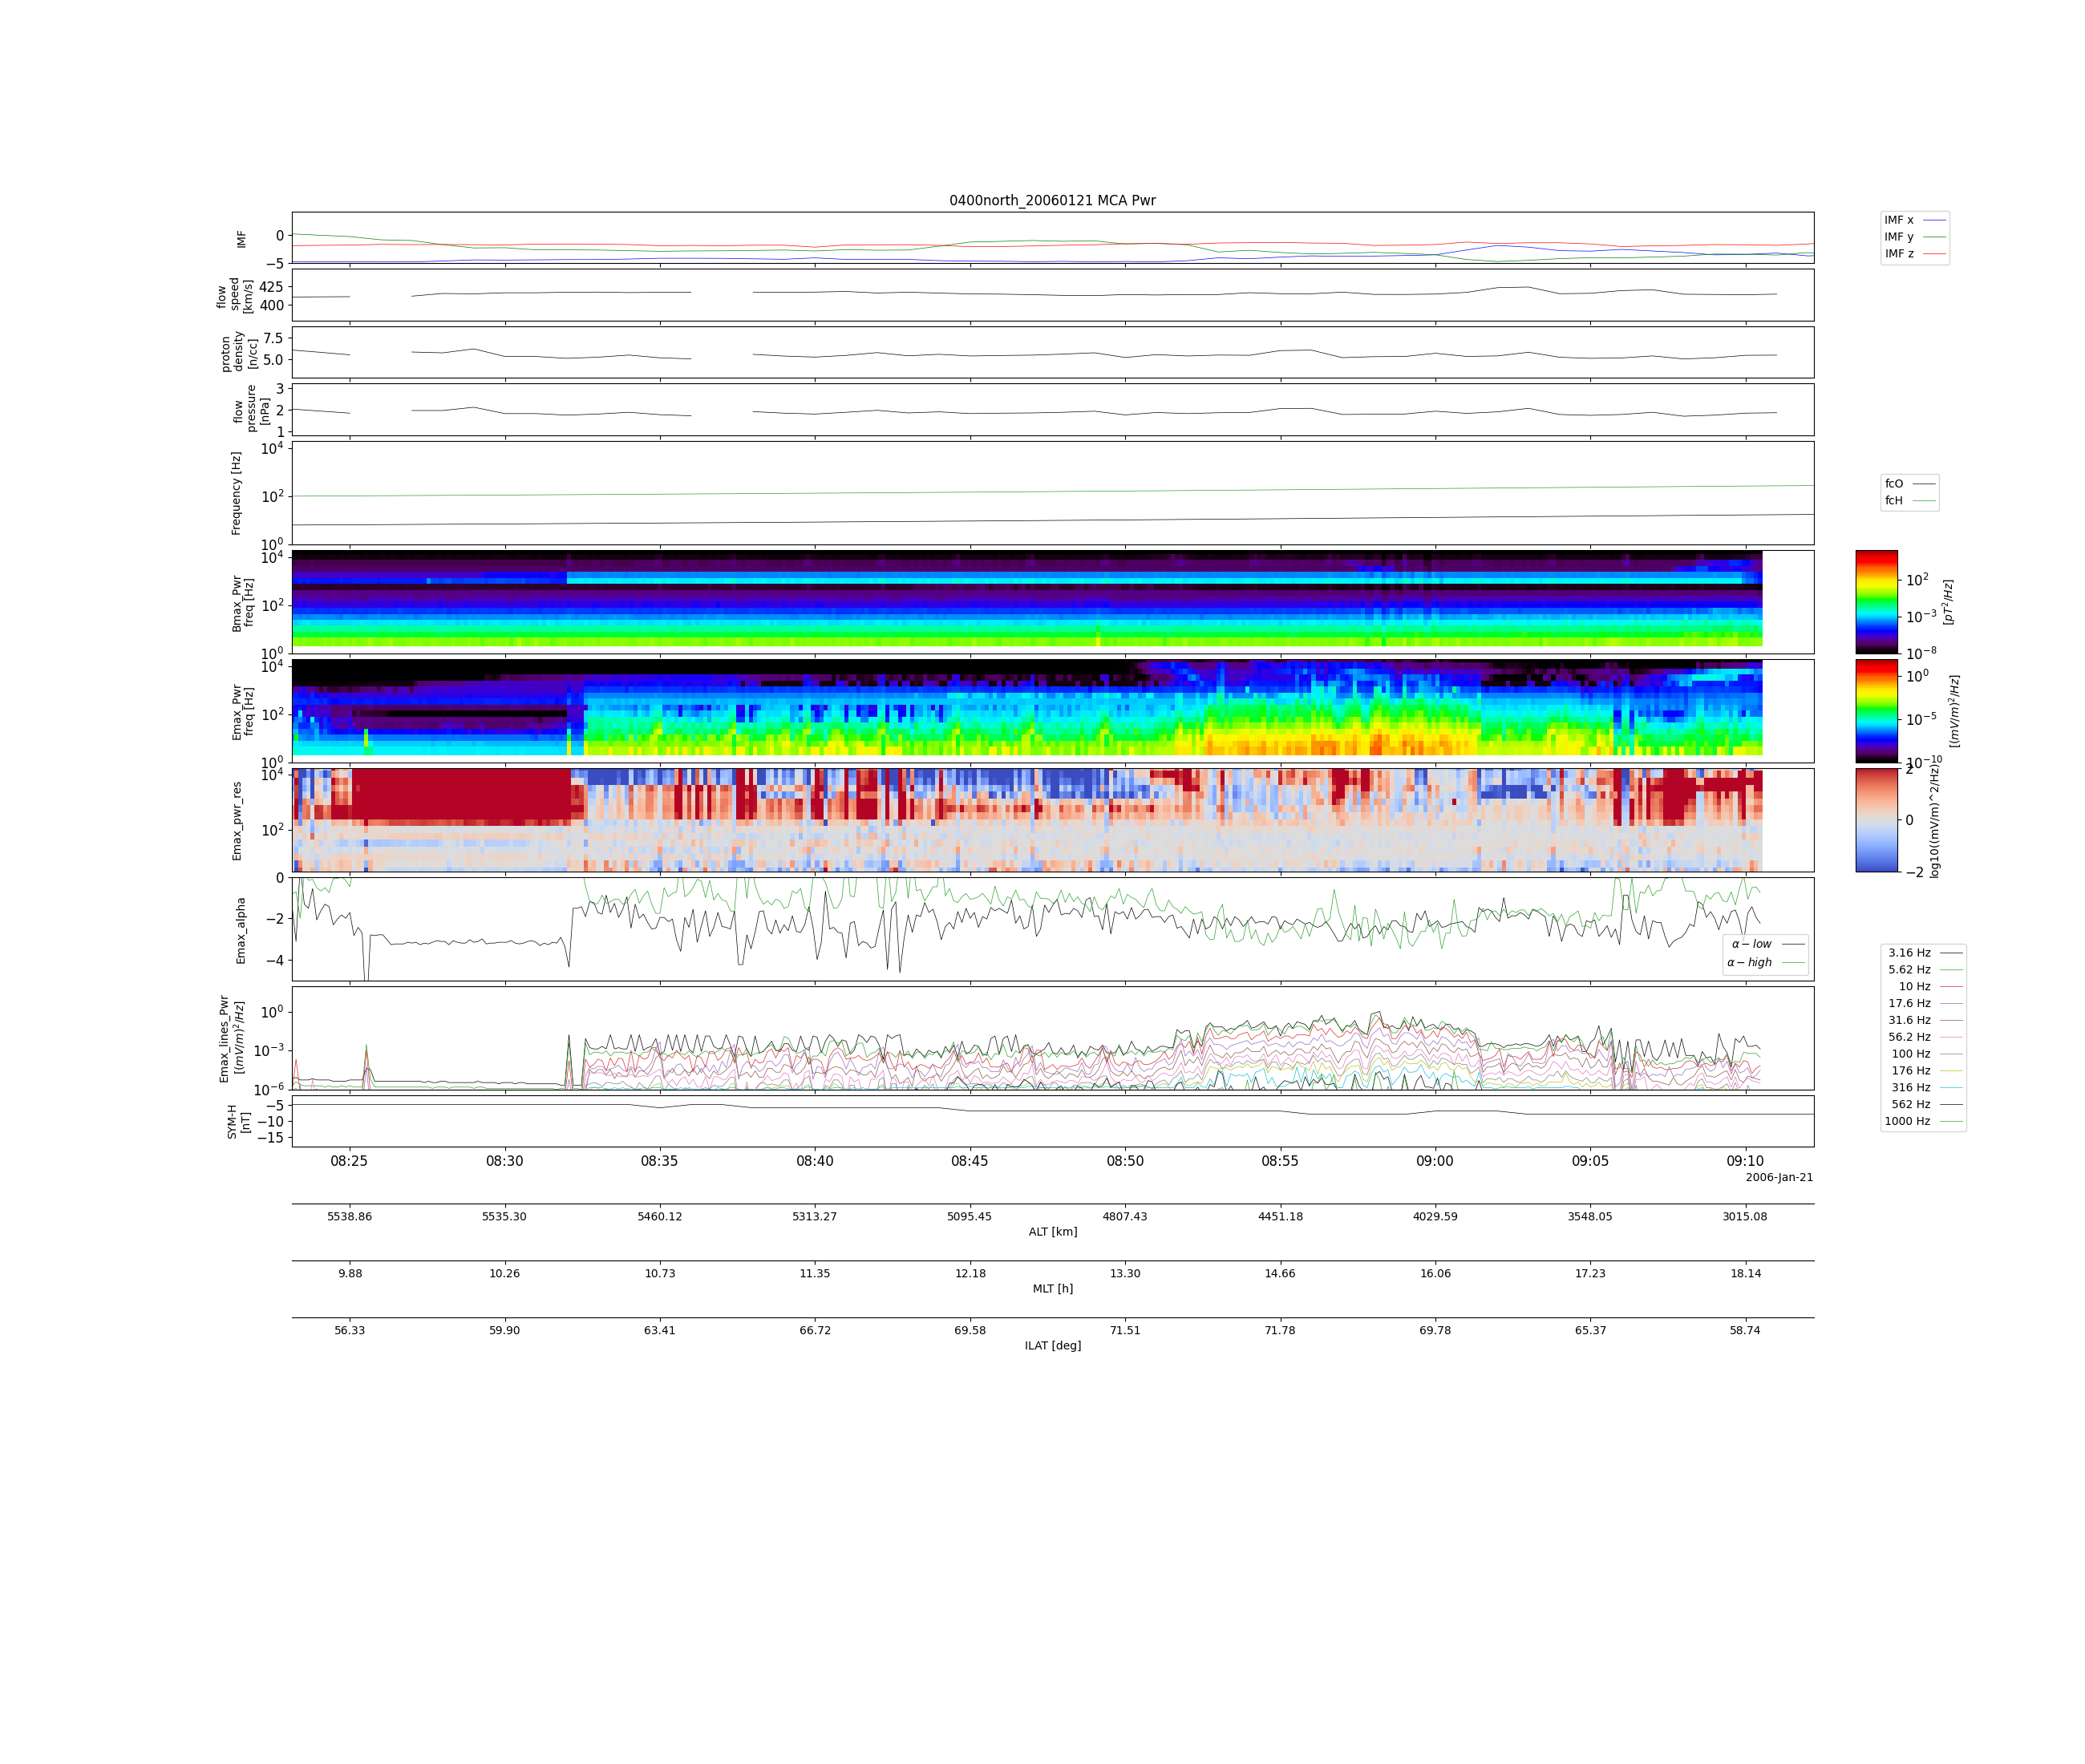 0400north_20060121 MCA Pwr
IMF
0
−5
IMF x
IMF y
IMF z
flow
speed
[km/s]
425
400
proton
density
[n/cc]
7.5
5.0
flow
pressure
[nPa]
3
2
1
Frequency [Hz]
10^4
10^2
10^0
fcO
fcH
Bmax_Pwr
freq [Hz]
10^4
10^2
10^0
10^2
10^−3
10^−8
[pT^2/Hz]
Emax_Pwr
freq [Hz]
10^4
10^2
10^0
10^0
10^−5
10^−10
[(mV/m)^2/Hz]
Emax_pwr_res
10^4
10^2
2
0
−2
log10((mV/m)^2/Hz)
Emax_alpha
0
−2
−4
α − low
α − high
Emax_lines_Pwr
[(mV/m)^2/Hz]
10^0
10^−3
10^−6
3.16 Hz
5.62 Hz
10 Hz
17.6 Hz
31.6 Hz
56.2 Hz
100 Hz
176 Hz
316 Hz
562 Hz
1000 Hz
SYM-H
[nT]
−5
−10
−15
08:25 08:30 08:35 08:40 08:45 08:50 08:55 09:00 09:05 09:10
2006-Jan-21
5538.86 5535.30 5460.12 5313.27 5095.45 4807.43 4451.18 4029.59 3548.05 3015.08
ALT [km]
9.88 10.26 10.73 11.35 12.18 13.30 14.66 16.06 17.23 18.14
MLT [h]
56.33 59.90 63.41 66.72 69.58 71.51 71.78 69.78 65.37 58.74
ILAT [deg]